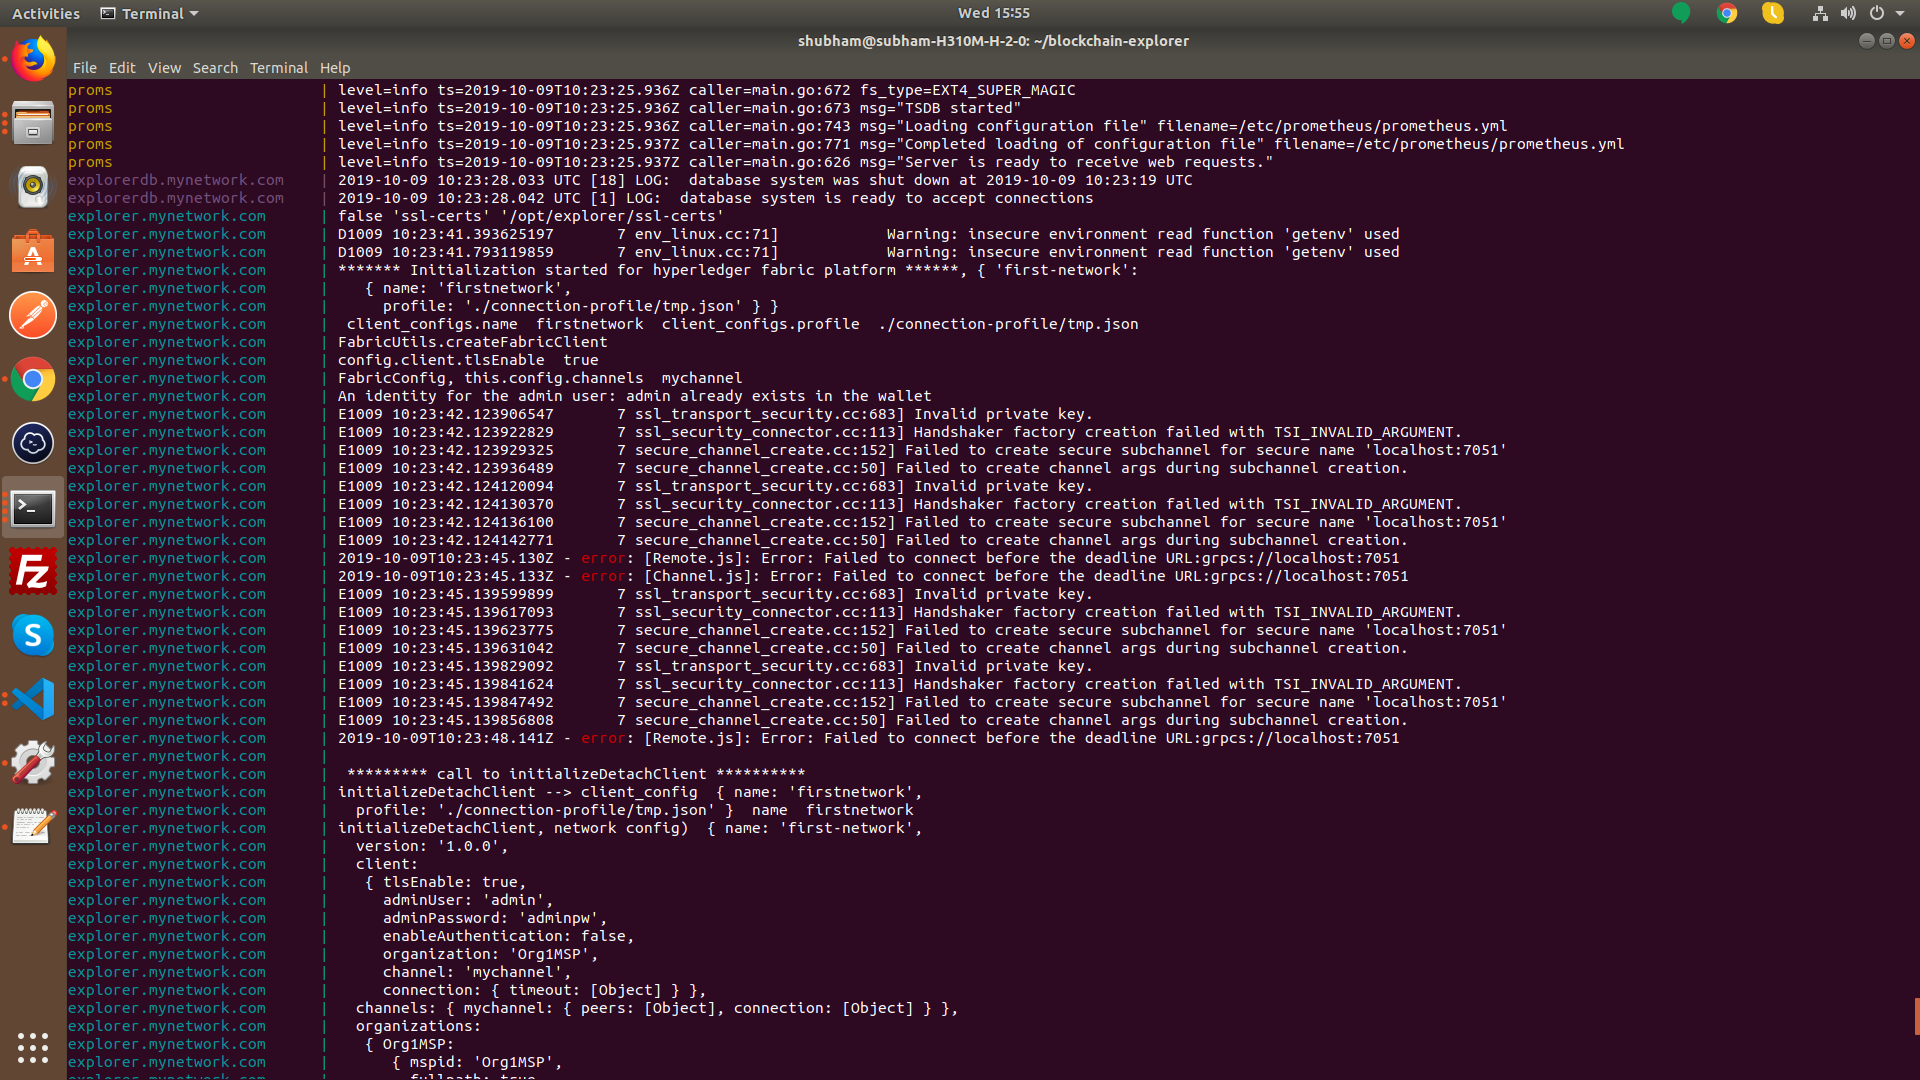 Activities
Terminal
Wed 15:55
shubham@subham-H310M-H-2-0: ~/blockchain-explorer
File Edit View Search Terminal Help
proms | level=info ts=2019-10-09T10:23:25.936Z caller=main.go:672 fs_type=EXT4_SUPER_MAGIC
proms | level=info ts=2019-10-09T10:23:25.936Z caller=main.go:673 msg="TSDB started"
proms | level=info ts=2019-10-09T10:23:25.936Z caller=main.go:743 msg="Loading configuration file" filename=/etc/prometheus/prometheus.yml
proms | level=info ts=2019-10-09T10:23:25.937Z caller=main.go:771 msg="Completed loading of configuration file" filename=/etc/prometheus/prometheus.yml
proms | level=info ts=2019-10-09T10:23:25.937Z caller=main.go:626 msg="Server is ready to receive web requests."
explorerdb.mynetwork.com | 2019-10-09 10:23:28.033 UTC [18] LOG:  database system was shut down at 2019-10-09 10:23:19 UTC
explorerdb.mynetwork.com | 2019-10-09 10:23:28.042 UTC [1] LOG:  database system is ready to accept connections
explorer.mynetwork.com | false 'ssl-certs' '/opt/explorer/ssl-certs'
explorer.mynetwork.com | D1009 10:23:41.393625197       7 env_linux.cc:71]            Warning: insecure environment read function 'getenv' used
explorer.mynetwork.com | D1009 10:23:41.793119859       7 env_linux.cc:71]            Warning: insecure environment read function 'getenv' used
explorer.mynetwork.com | ******* Initialization started for hyperledger fabric platform ******, { 'first-network':
explorer.mynetwork.com |    { name: 'firstnetwork',
explorer.mynetwork.com |      profile: './connection-profile/tmp.json' } }
explorer.mynetwork.com |  client_configs.name  firstnetwork  client_configs.profile  ./connection-profile/tmp.json
explorer.mynetwork.com | FabricUtils.createFabricClient
explorer.mynetwork.com | config.client.tlsEnable  true
explorer.mynetwork.com | FabricConfig, this.config.channels  mychannel
explorer.mynetwork.com | An identity for the admin user: admin already exists in the wallet
explorer.mynetwork.com | E1009 10:23:42.123906547       7 ssl_transport_security.cc:683] Invalid private key.
explorer.mynetwork.com | E1009 10:23:42.123922829       7 ssl_security_connector.cc:113] Handshaker factory creation failed with TSI_INVALID_ARGUMENT.
explorer.mynetwork.com | E1009 10:23:42.123929325       7 secure_channel_create.cc:152] Failed to create secure subchannel for secure name 'localhost:7051'
explorer.mynetwork.com | E1009 10:23:42.123936489       7 secure_channel_create.cc:50] Failed to create channel args during subchannel creation.
explorer.mynetwork.com | E1009 10:23:42.124120094       7 ssl_transport_security.cc:683] Invalid private key.
explorer.mynetwork.com | E1009 10:23:42.124130370       7 ssl_security_connector.cc:113] Handshaker factory creation failed with TSI_INVALID_ARGUMENT.
explorer.mynetwork.com | E1009 10:23:42.124136100       7 secure_channel_create.cc:152] Failed to create secure subchannel for secure name 'localhost:7051'
explorer.mynetwork.com | E1009 10:23:42.124142771       7 secure_channel_create.cc:50] Failed to create channel args during subchannel creation.
explorer.mynetwork.com | 2019-10-09T10:23:45.130Z - error: [Remote.js]: Error: Failed to connect before the deadline URL:grpcs://localhost:7051
explorer.mynetwork.com | 2019-10-09T10:23:45.133Z - error: [Channel.js]: Error: Failed to connect before the deadline URL:grpcs://localhost:7051
explorer.mynetwork.com | E1009 10:23:45.139599899       7 ssl_transport_security.cc:683] Invalid private key.
explorer.mynetwork.com | E1009 10:23:45.139617093       7 ssl_security_connector.cc:113] Handshaker factory creation failed with TSI_INVALID_ARGUMENT.
explorer.mynetwork.com | E1009 10:23:45.139623775       7 secure_channel_create.cc:152] Failed to create secure subchannel for secure name 'localhost:7051'
explorer.mynetwork.com | E1009 10:23:45.139631042       7 secure_channel_create.cc:50] Failed to create channel args during subchannel creation.
explorer.mynetwork.com | E1009 10:23:45.139829092       7 ssl_transport_security.cc:683] Invalid private key.
explorer.mynetwork.com | E1009 10:23:45.139841624       7 ssl_security_connector.cc:113] Handshaker factory creation failed with TSI_INVALID_ARGUMENT.
explorer.mynetwork.com | E1009 10:23:45.139847492       7 secure_channel_create.cc:152] Failed to create secure subchannel for secure name 'localhost:7051'
explorer.mynetwork.com | E1009 10:23:45.139856808       7 secure_channel_create.cc:50] Failed to create channel args during subchannel creation.
explorer.mynetwork.com | 2019-10-09T10:23:48.141Z - error: [Remote.js]: Error: Failed to connect before the deadline URL:grpcs://localhost:7051
explorer.mynetwork.com |
explorer.mynetwork.com |  ********* call to initializeDetachClient **********
explorer.mynetwork.com | initializeDetachClient --> client_config  { name: 'firstnetwork',
explorer.mynetwork.com |   profile: './connection-profile/tmp.json' }  name  firstnetwork
explorer.mynetwork.com | initializeDetachClient, network config)  { name: 'first-network',
explorer.mynetwork.com |   version: '1.0.0',
explorer.mynetwork.com |   client:
explorer.mynetwork.com |    { tlsEnable: true,
explorer.mynetwork.com |      adminUser: 'admin',
explorer.mynetwork.com |      adminPassword: 'adminpw',
explorer.mynetwork.com |      enableAuthentication: false,
explorer.mynetwork.com |      organization: 'Org1MSP',
explorer.mynetwork.com |      channel: 'mychannel',
explorer.mynetwork.com |      connection: { timeout: [Object] } },
explorer.mynetwork.com |   channels: { mychannel: { peers: [Object], connection: [Object] } },
explorer.mynetwork.com |   organizations:
explorer.mynetwork.com |    { Org1MSP:
explorer.mynetwork.com |       { mspid: 'Org1MSP',
explorer.mynetwork.com |         fullpath: true,